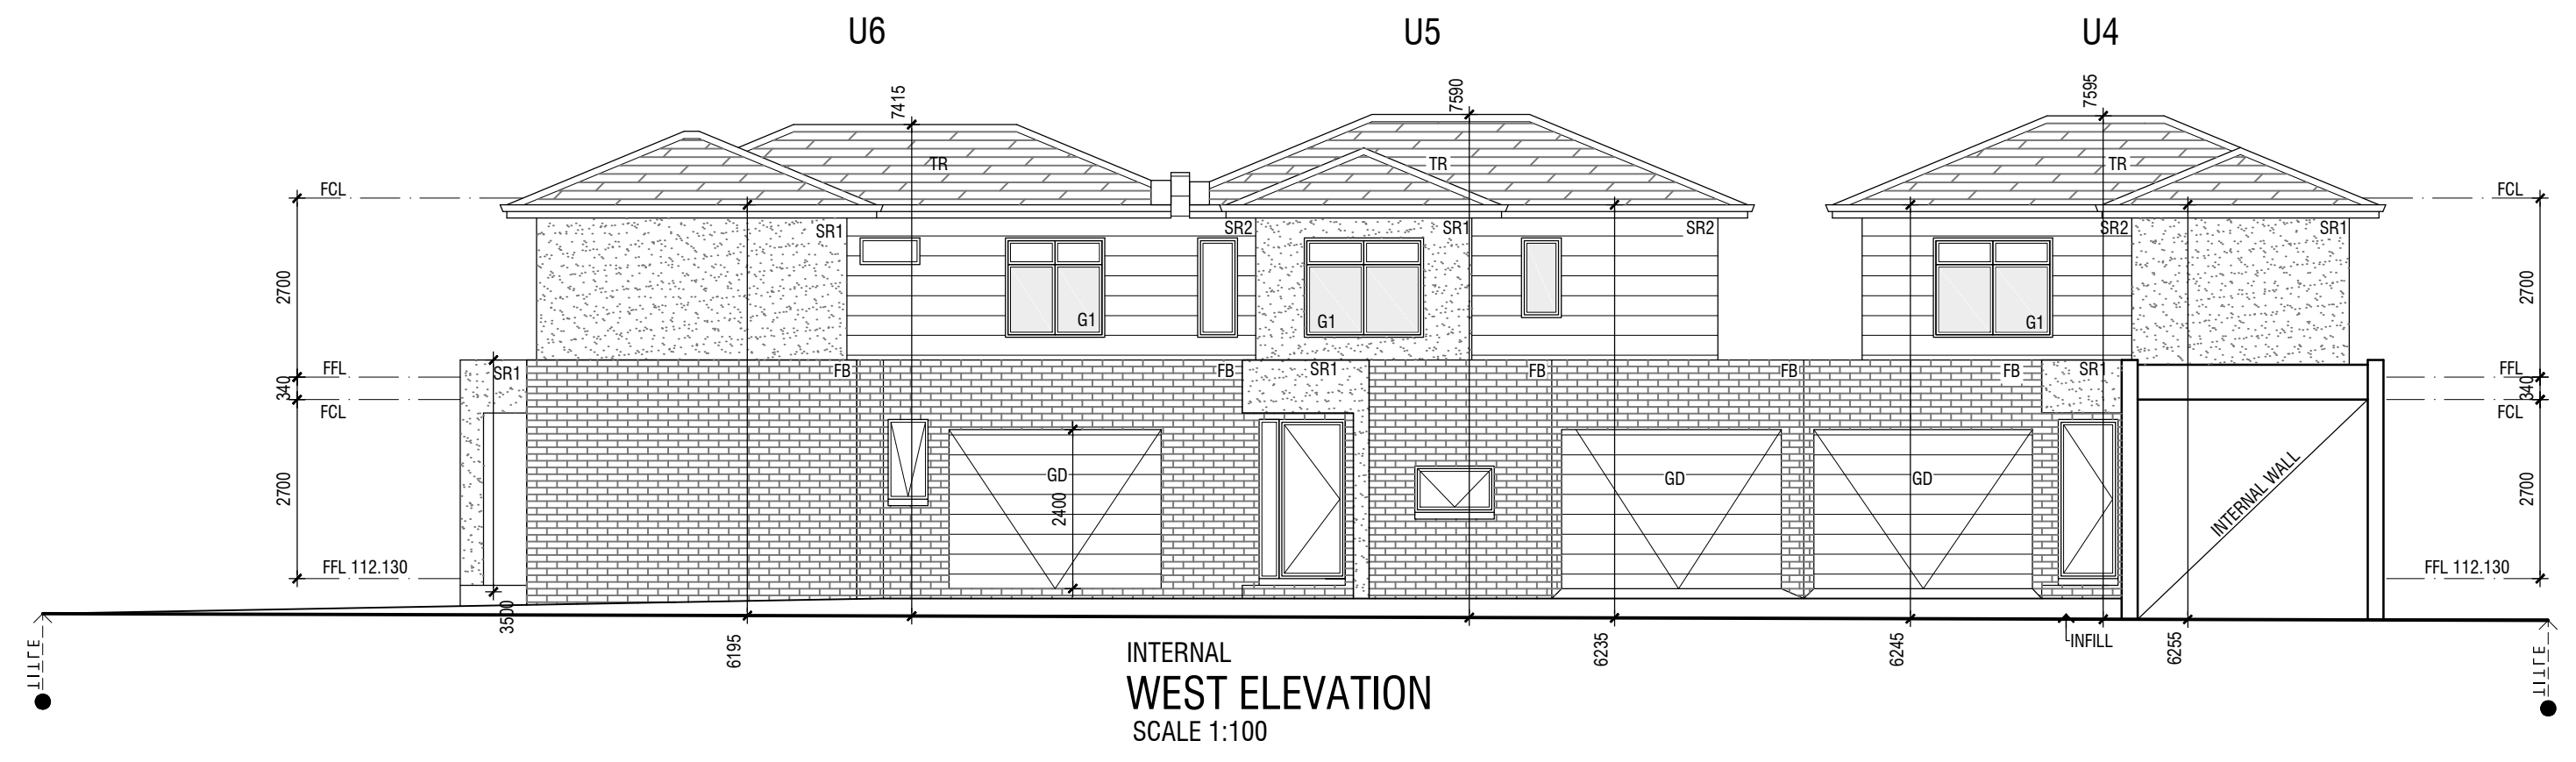 U6 U5 U4
7415 7590 7595
TR TR TR
FCL FCL
SR1 SR2 SR1 SR2 SR2 SR1
2700 2700
G1 G1 G1
FFL SR1 FB FB SR1 FB FB FB SR1 FFL
340 340
FCL FCL
GD GD GD
2700 2400 INTERNAL WALL 2700
FFL 112.130 FFL 112.130
3500
6195 6235 6245 6255
INFILL
TITLE TITLE
INTERNAL
WEST ELEVATION
SCALE 1:100